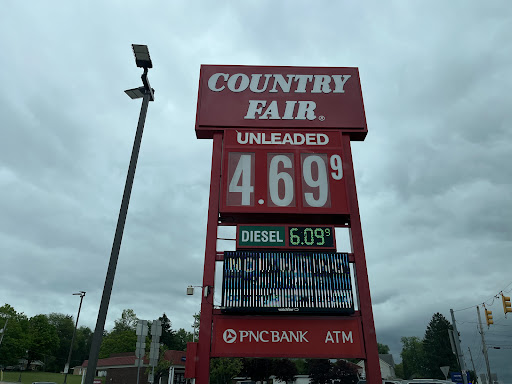 COUNTRY
FAIR®
UNLEADED
4.69 9
DIESEL 6.09 9
PNC BANK ATM